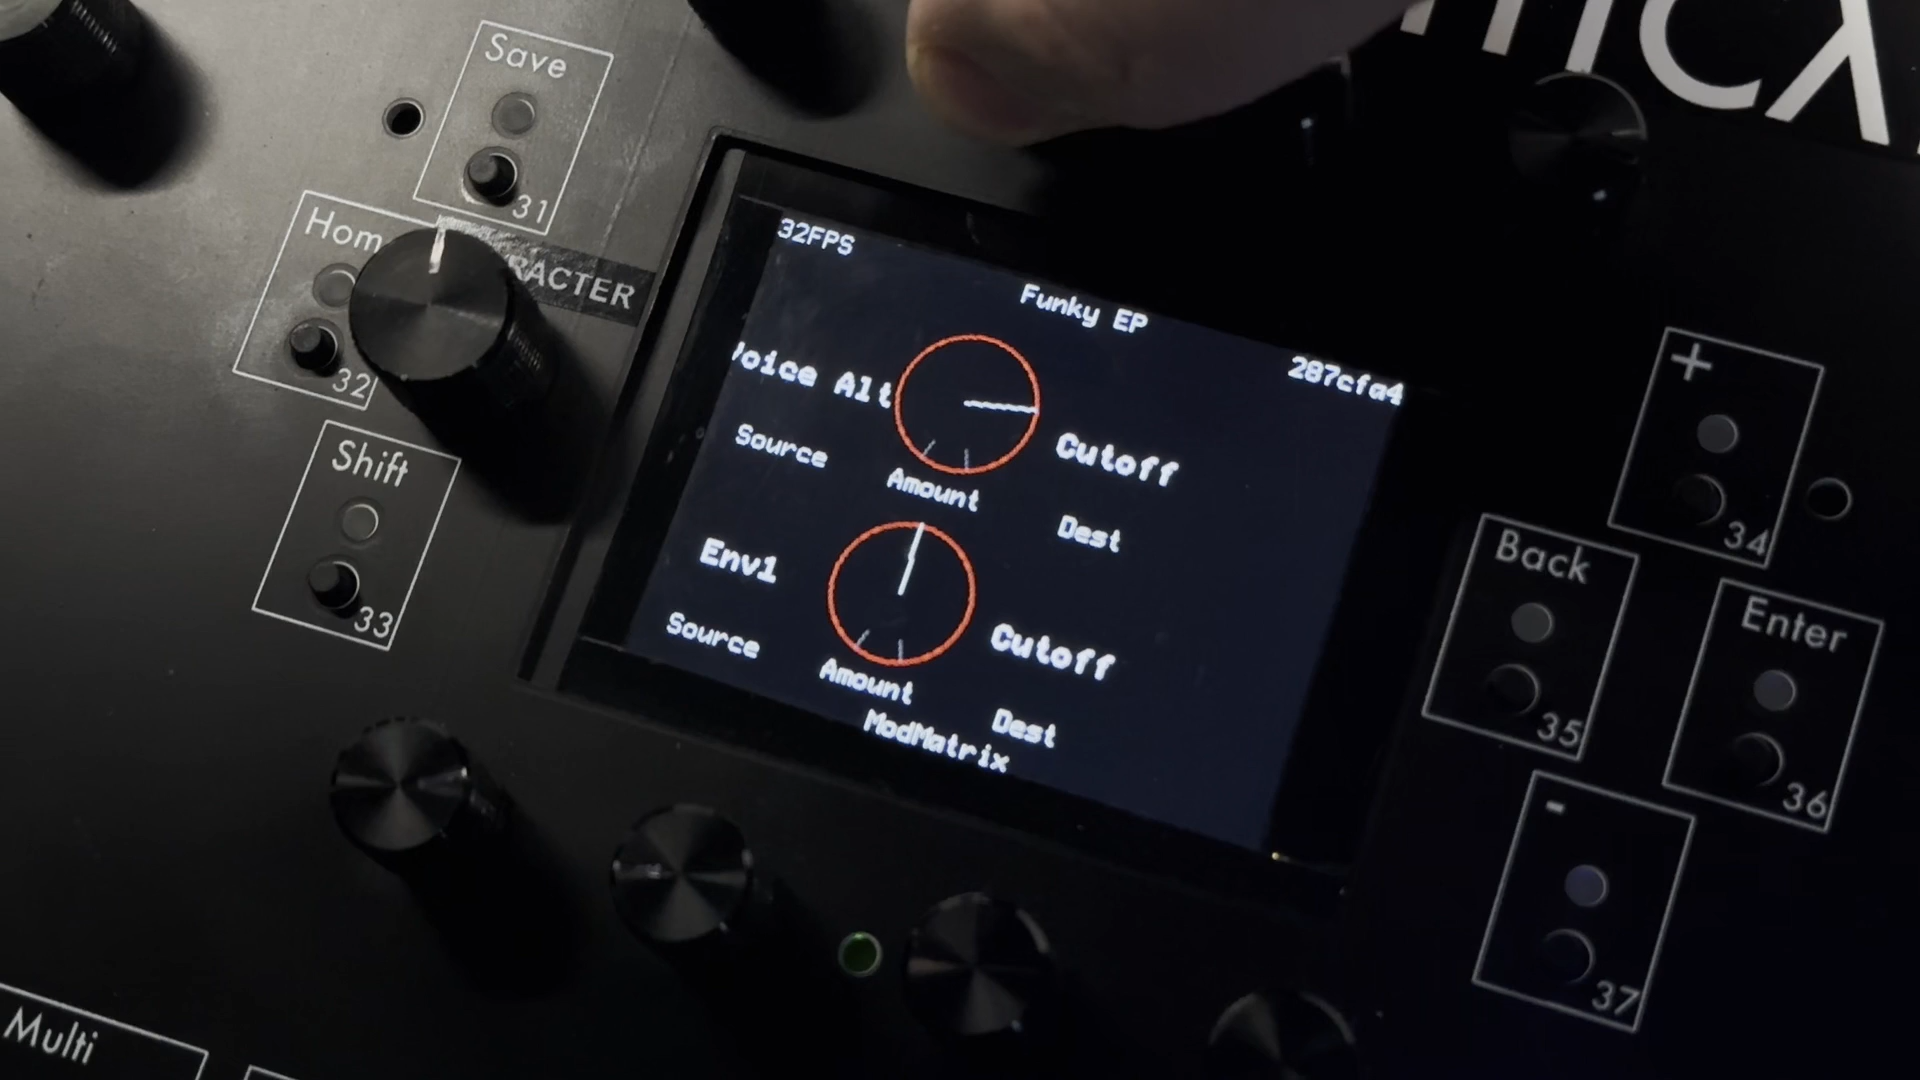 Save
31
Hom
32
RACTER
Shift
33
32FPS
Funky EP
287cfa4
Voice Alt
Cutoff
Source
Amount
Dest
Env1
Cutoff
Source
Amount
Dest
ModMatrix
+
34
Back
35
Enter
36
-
37
Multi